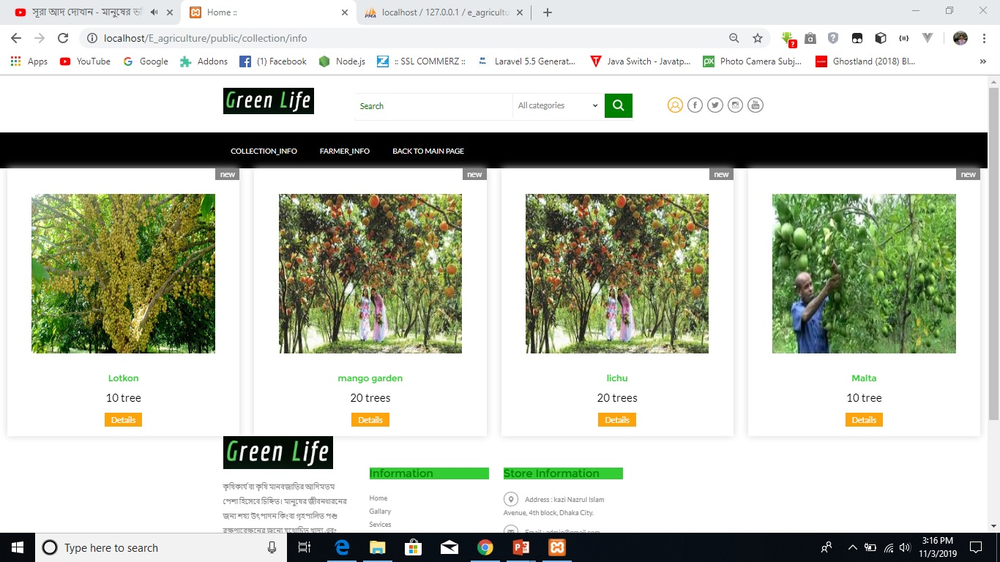 সূরা আদ দোখান - মানুষের
Home ::
localhost / 127.0.0.1 / e_agricultu
localhost/E_agriculture/public/collection/info
Apps YouTube Google Addons (1) Facebook Node.js :: SSL COMMERZ :: Laravel 5.5 Generat... Java Switch - Javatp... Photo Camera Subj... Ghostland (2018) Bl... »
Green Life
Search All categories
COLLECTION_INFO FARMER_INFO BACK TO MAIN PAGE
new new new new
Lotkon mango garden lichu Malta
10 tree 20 trees 20 trees 10 tree
Details Details Details Details
Green Life
কৃষিকার্য বা কৃষি মানবজাতির আদিমতম
পেশা হিসেবে চিহ্নিত। মানুষের জীবনধারনের
জন্য শষ্য উৎপাদন কিংবা গৃহপালিত পশু
রক্ষণাবেক্ষনের জন্যে যথোচিত খাদ্য এবং
Information
Home
Gallary
Sevices
Store Information
Address : kazi Nazrul Islam
Avenue, 4th block, Dhaka City.
Email : admin@gmail.com
Type here to search
3:16 PM
11/3/2019